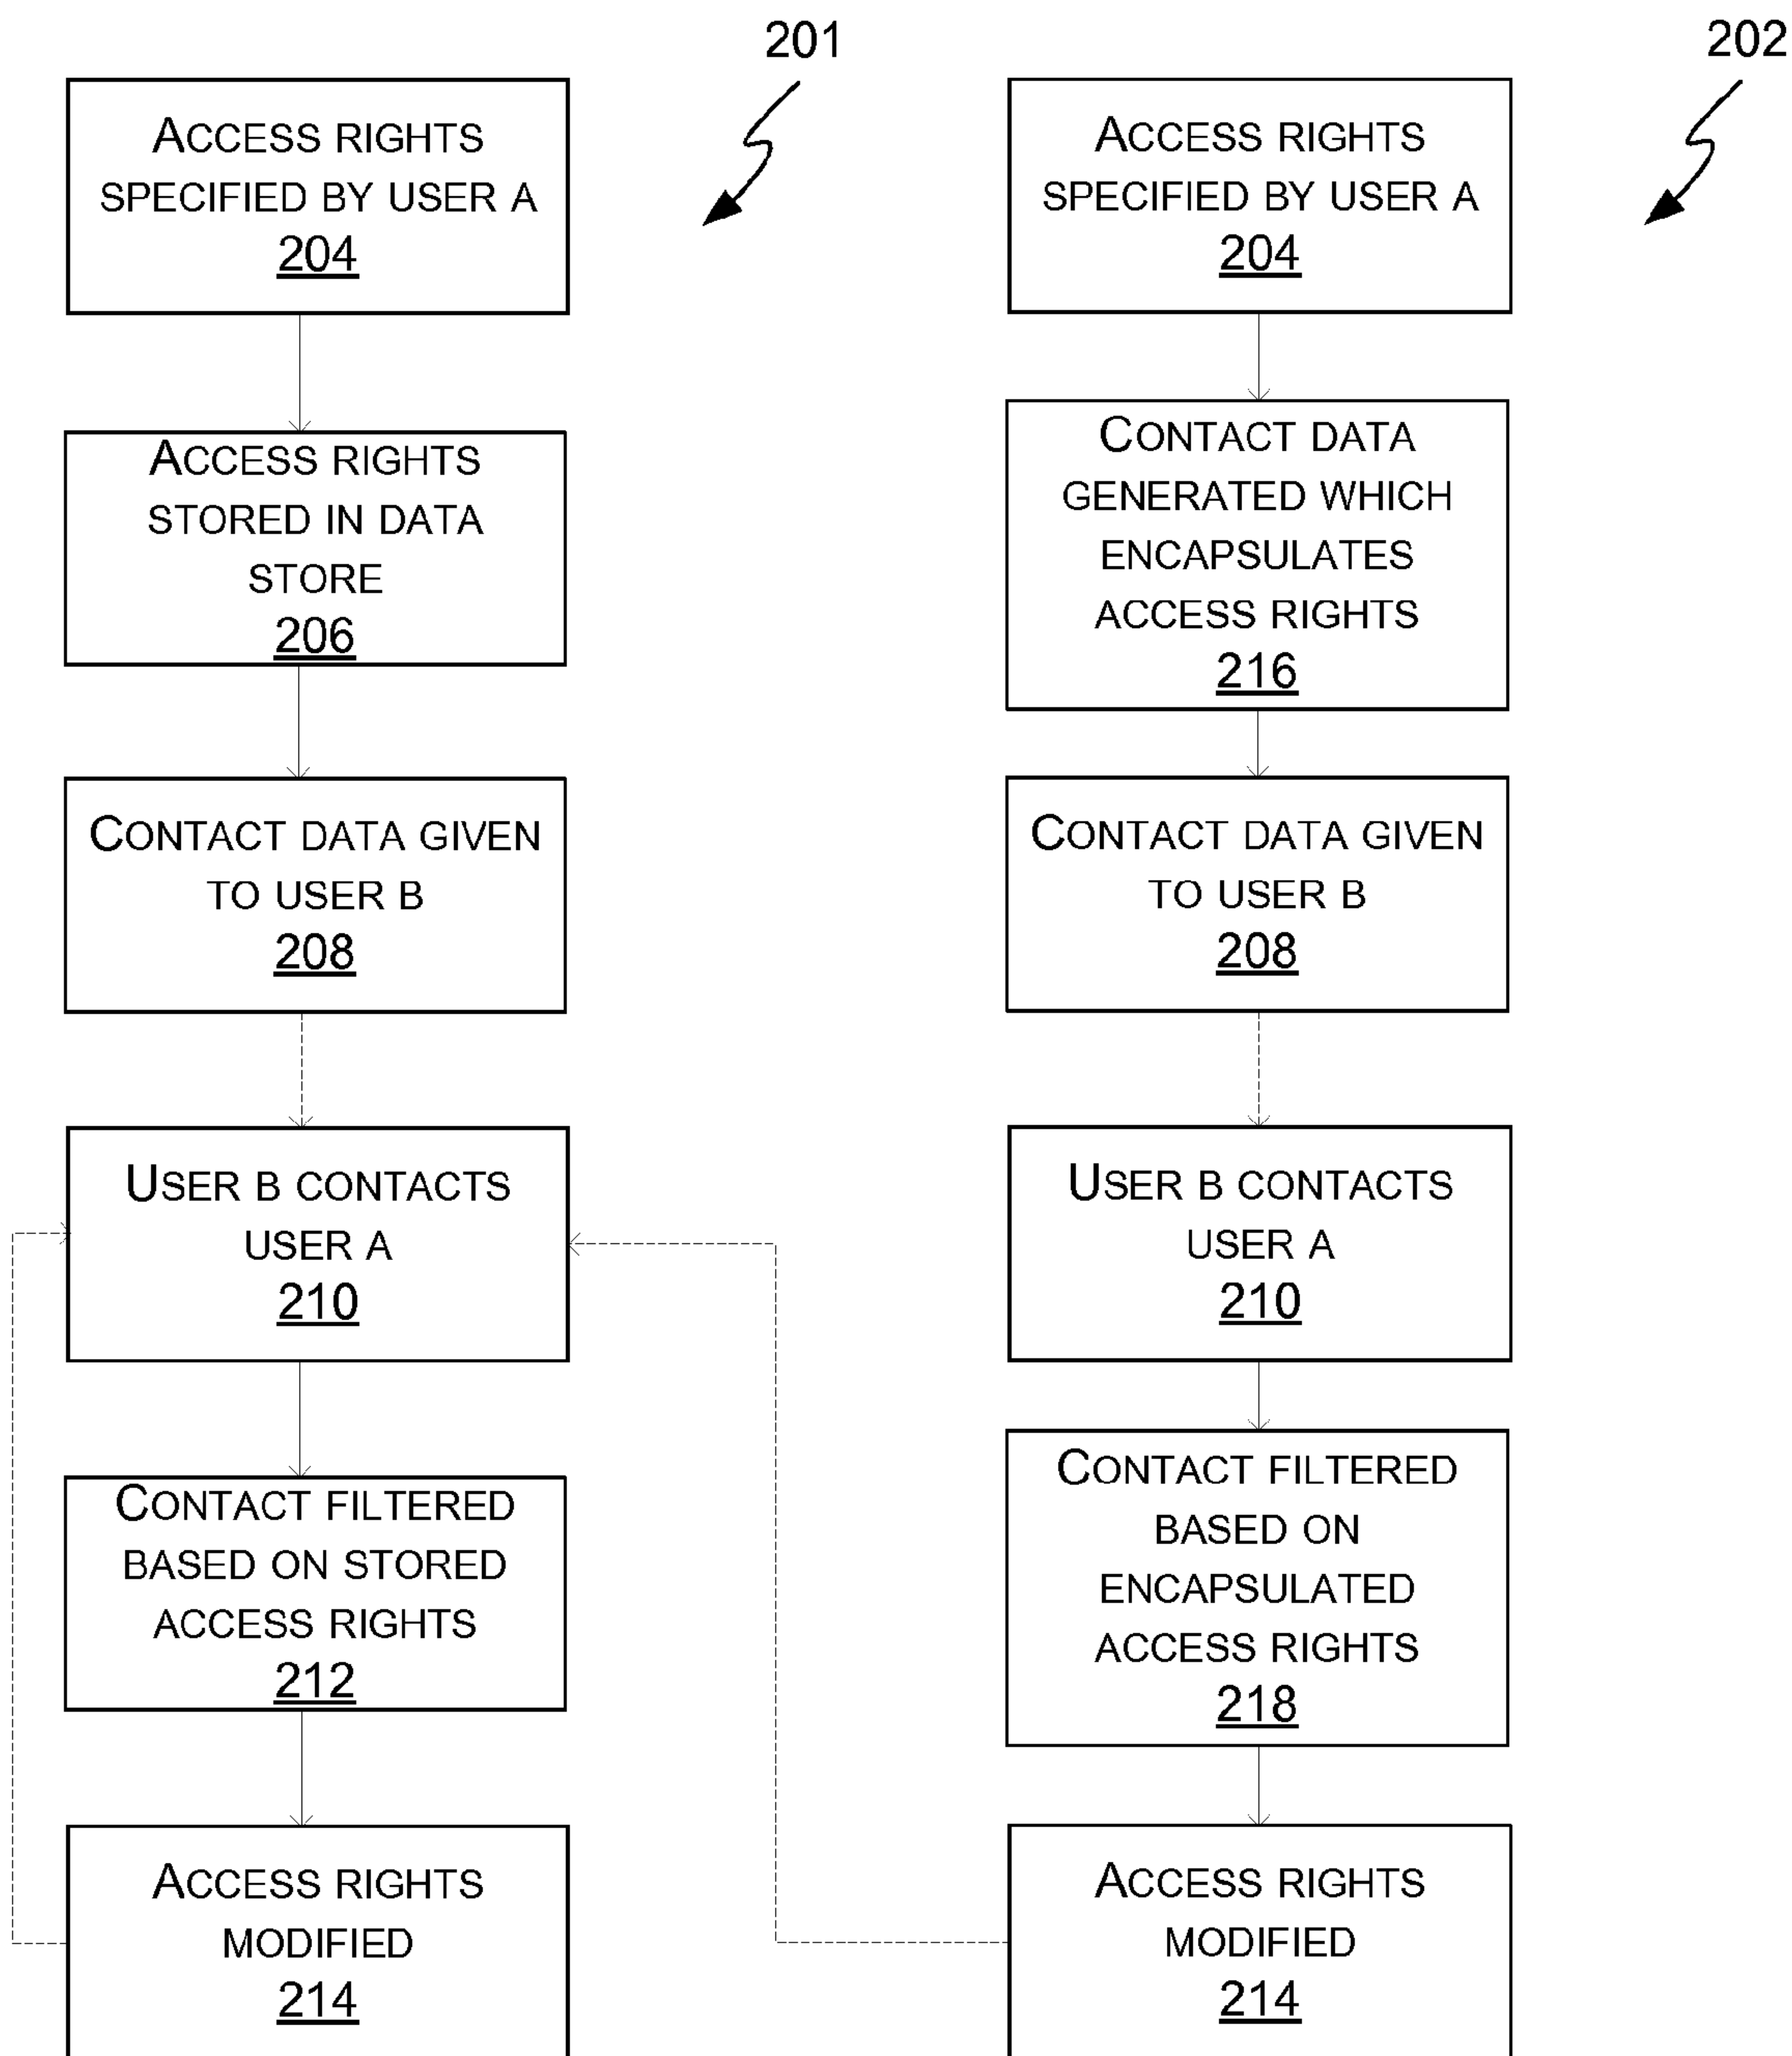 201
ACCESS RIGHTS
SPECIFIED BY USER A
204
ACCESS RIGHTS
STORED IN DATA
STORE
206
CONTACT DATA GIVEN
TO USER B
208
USER B CONTACTS
USER A
210
CONTACT FILTERED
BASED ON STORED
ACCESS RIGHTS
212
ACCESS RIGHTS
MODIFIED
214
202
ACCESS RIGHTS
SPECIFIED BY USER A
204
CONTACT DATA
GENERATED WHICH
ENCAPSULATES
ACCESS RIGHTS
216
CONTACT DATA GIVEN
TO USER B
208
USER B CONTACTS
USER A
210
CONTACT FILTERED
BASED ON
ENCAPSULATED
ACCESS RIGHTS
218
ACCESS RIGHTS
MODIFIED
214